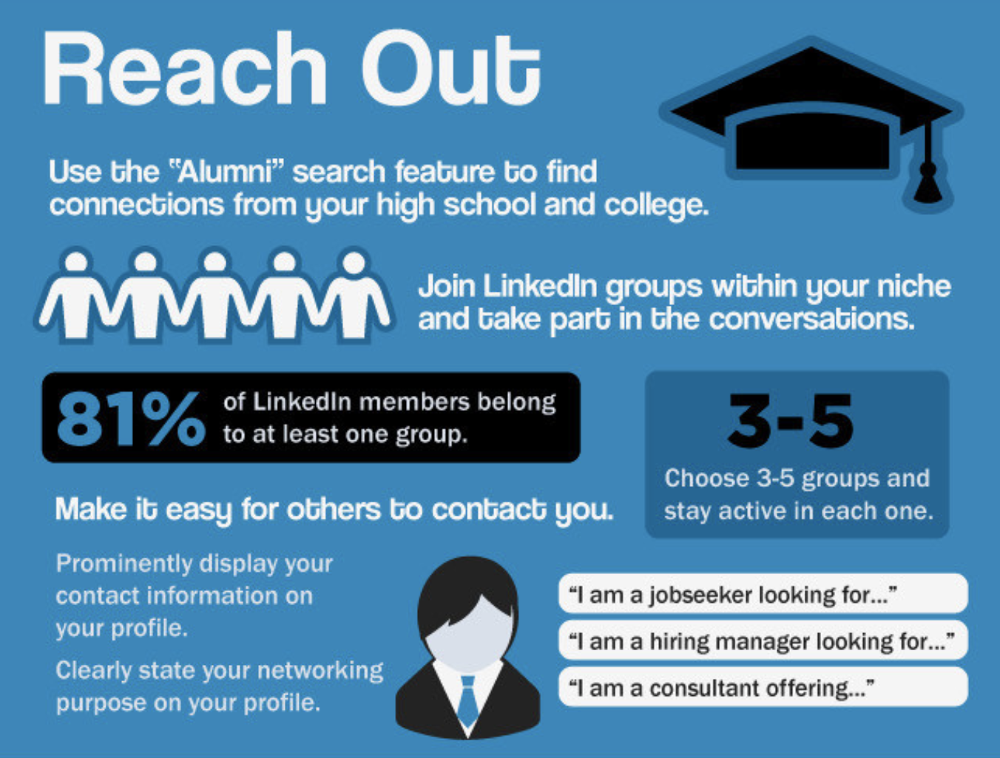 Reach Out
Use the "Alumni" search feature to find
connections from your high school and college.
Join LinkedIn groups within your niche
and take part in the conversations.
81%
of LinkedIn members belong
to at least one group.
3-5
Choose 3-5 groups and
stay active in each one.
Make it easy for others to contact you.
Prominently display your
contact information on
your profile.
Clearly state your networking
purpose on your profile.
"I am a jobseeker looking for..."
"I am a hiring manager looking for..."
"I am a consultant offering..."